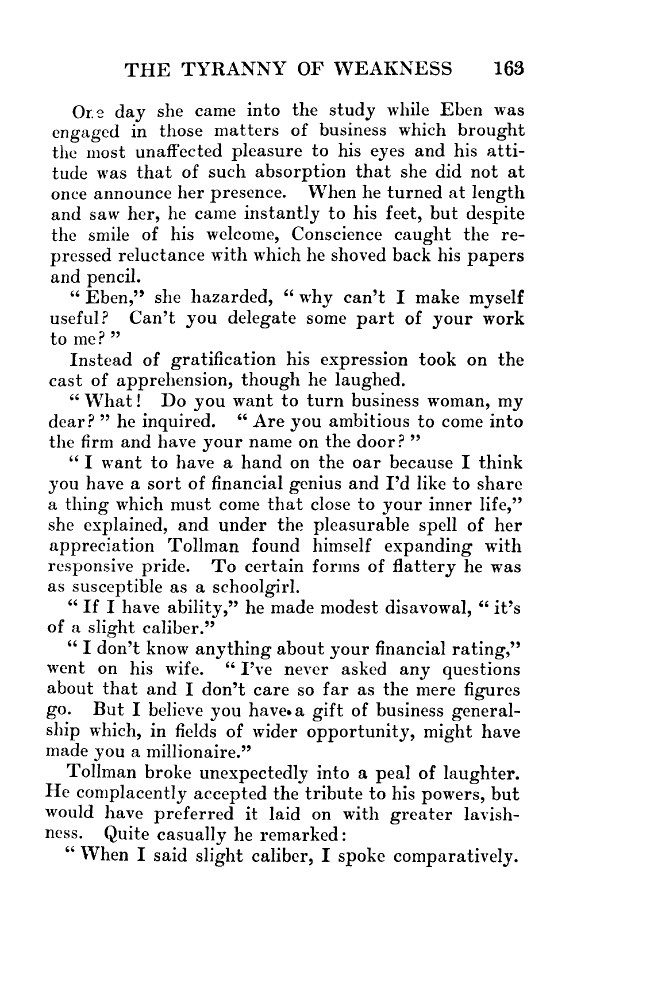 THE TYRANNY OF WEAKNESS 163
One day she came into the study while Eben was
engaged in those matters of business which brought
the most unaffected pleasure to his eyes and his atti-
tude was that of such absorption that she did not at
once announce her presence. When he turned at length
and saw her, he came instantly to his feet, but despite
the smile of his welcome, Conscience caught the re-
pressed reluctance with which he shoved back his papers
and pencil.
“ Eben,” she hazarded, “ why can’t I make myself
useful? Can’t you delegate some part of your work
to me? ”
Instead of gratification his expression took on the
cast of apprehension, though he laughed.
“ What! Do you want to turn business woman, my
dear? ” he inquired. “ Are you ambitious to come into
the firm and have your name on the door? ”
“ I want to have a hand on the oar because I think
you have a sort of financial genius and I’d like to share
a thing which must come that close to your inner life,”
she explained, and under the pleasurable spell of her
appreciation Tollman found himself expanding with
responsive pride. To certain forms of flattery he was
as susceptible as a schoolgirl.
“ If I have ability,” he made modest disavowal, “ it’s
of a slight caliber.”
“ I don’t know anything about your financial rating,”
went on his wife. “ I’ve never asked any questions
about that and I don’t care so far as the mere figures
go. But I believe you have a gift of business general-
ship which, in fields of wider opportunity, might have
made you a millionaire.”
Tollman broke unexpectedly into a peal of laughter.
He complacently accepted the tribute to his powers, but
would have preferred it laid on with greater lavish-
ness. Quite casually he remarked:
“ When I said slight caliber, I spoke comparatively.